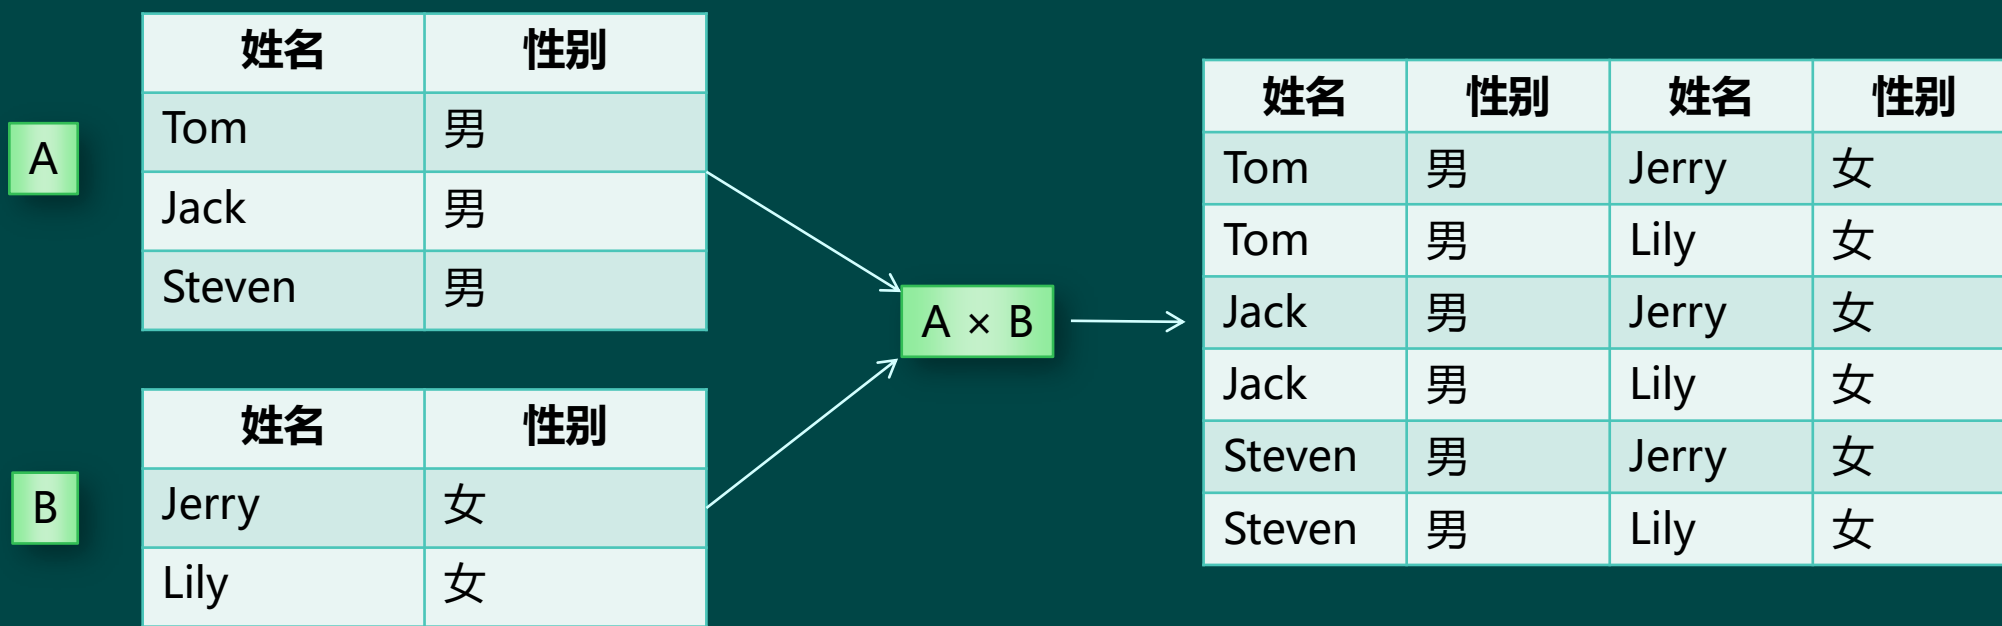 A
姓名 性别
Tom 男
Jack 男
Steven 男
B
姓名 性别
Jerry 女
Lily 女
A × B
姓名 性别 姓名 性别
Tom 男 Jerry 女
Tom 男 Lily 女
Jack 男 Jerry 女
Jack 男 Lily 女
Steven 男 Jerry 女
Steven 男 Lily 女